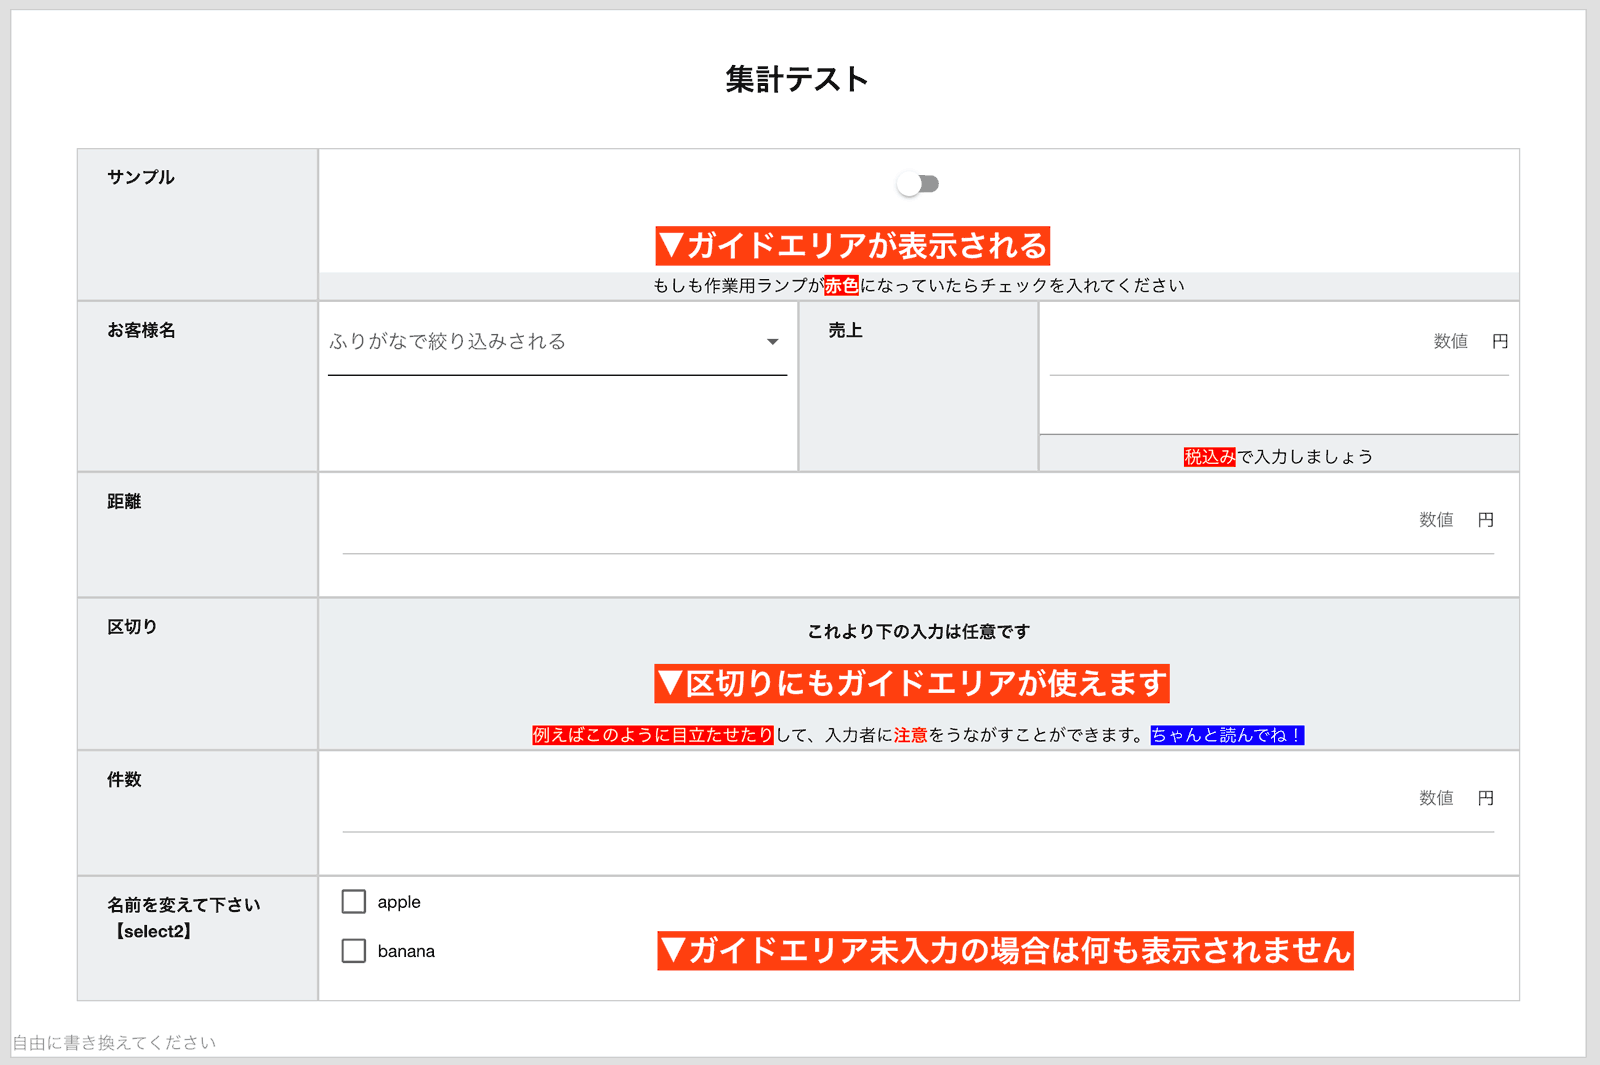 集計テスト
サンプル
▼ガイドエリアが表示される
もしも作業用ランプが赤色になっていたらチェックを入れてください
お客様名
ふりがなで絞り込みされる
売上
数値 円
税込みで入力しましょう
距離
数値 円
区切り
これより下の入力は任意です
▼区切りにもガイドエリアが使えます
例えばこのように目立たせたりして、入力者に注意をうながすことができます。ちゃんと読んでね！
件数
数値 円
名前を変えて下さい
【select2】
apple
banana
▼ガイドエリア未入力の場合は何も表示されません
自由に書き換えてください